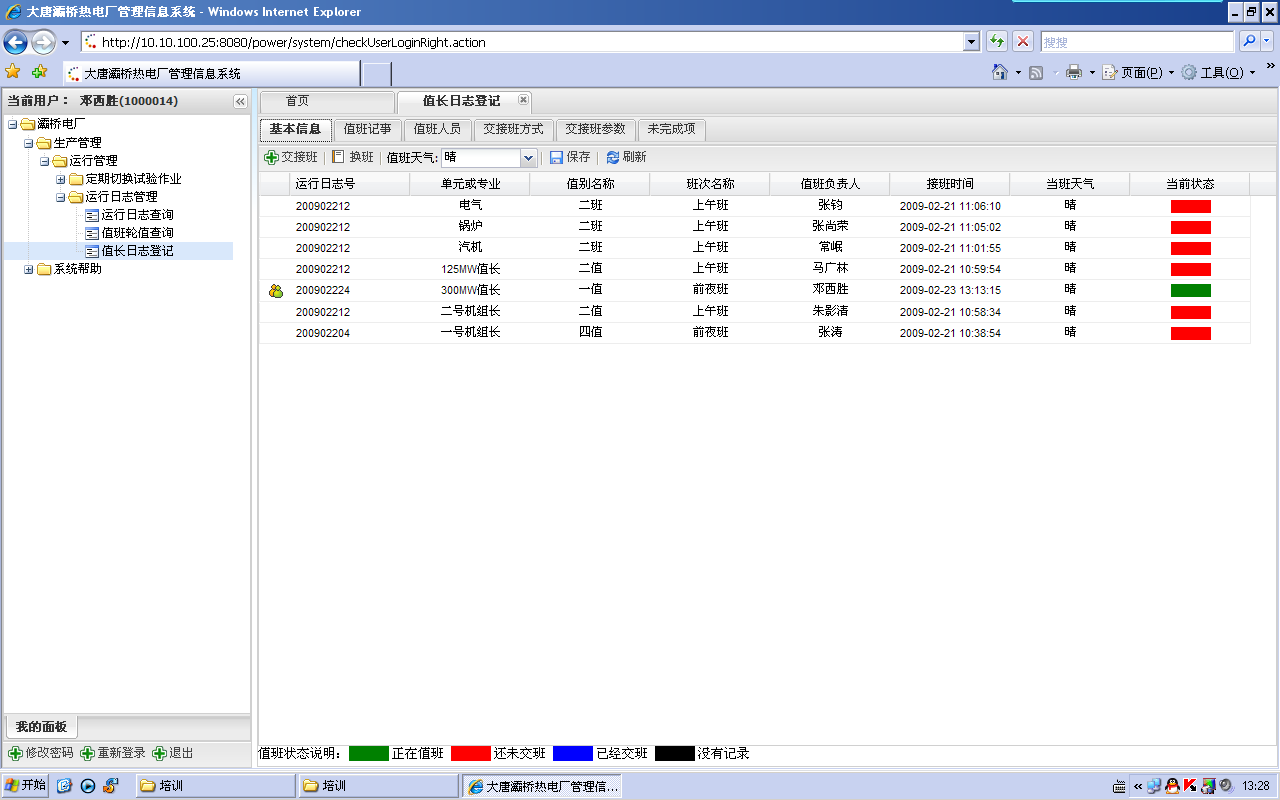 大唐灞桥热电厂管理信息系统 - Windows Internet Explorer
http://10.10.100.25:8080/power/system/checkUserLoginRight.action
搜搜
大唐灞桥热电厂管理信息系统
页面(P)
工具(O)
»
当前用户： 邓西胜(1000014)
«
灞桥电厂
生产管理
运行管理
定期切换试验作业
运行日志管理
运行日志查询
值班轮值查询
值长日志登记
系统帮助
我的面板
修改密码 重新登录 退出
首页 值长日志登记
基本信息 值班记事 值班人员 交接班方式 交接班参数 未完成项
交接班 换班 值班天气: 晴 保存 刷新
运行日志号 单元或专业 值别名称 班次名称 值班负责人 接班时间 当班天气 当前状态
200902212 电气 二班 上午班 张钧 2009-02-21 11:06:10 晴
200902212 锅炉 二班 上午班 张尚荣 2009-02-21 11:05:02 晴
200902212 汽机 二班 上午班 常岷 2009-02-21 11:01:55 晴
200902212 125MW值长 二值 上午班 马广林 2009-02-21 10:59:54 晴
200902224 300MW值长 一值 前夜班 邓西胜 2009-02-23 13:13:15 晴
200902212 二号机组长 二值 上午班 朱影清 2009-02-21 10:58:34 晴
200902204 一号机组长 四值 前夜班 张涛 2009-02-21 10:38:54 晴
值班状态说明： 正在值班 还未交班 已经交班 没有记录
开始 培训 培训 大唐灞桥热电厂管理信... « 13:28